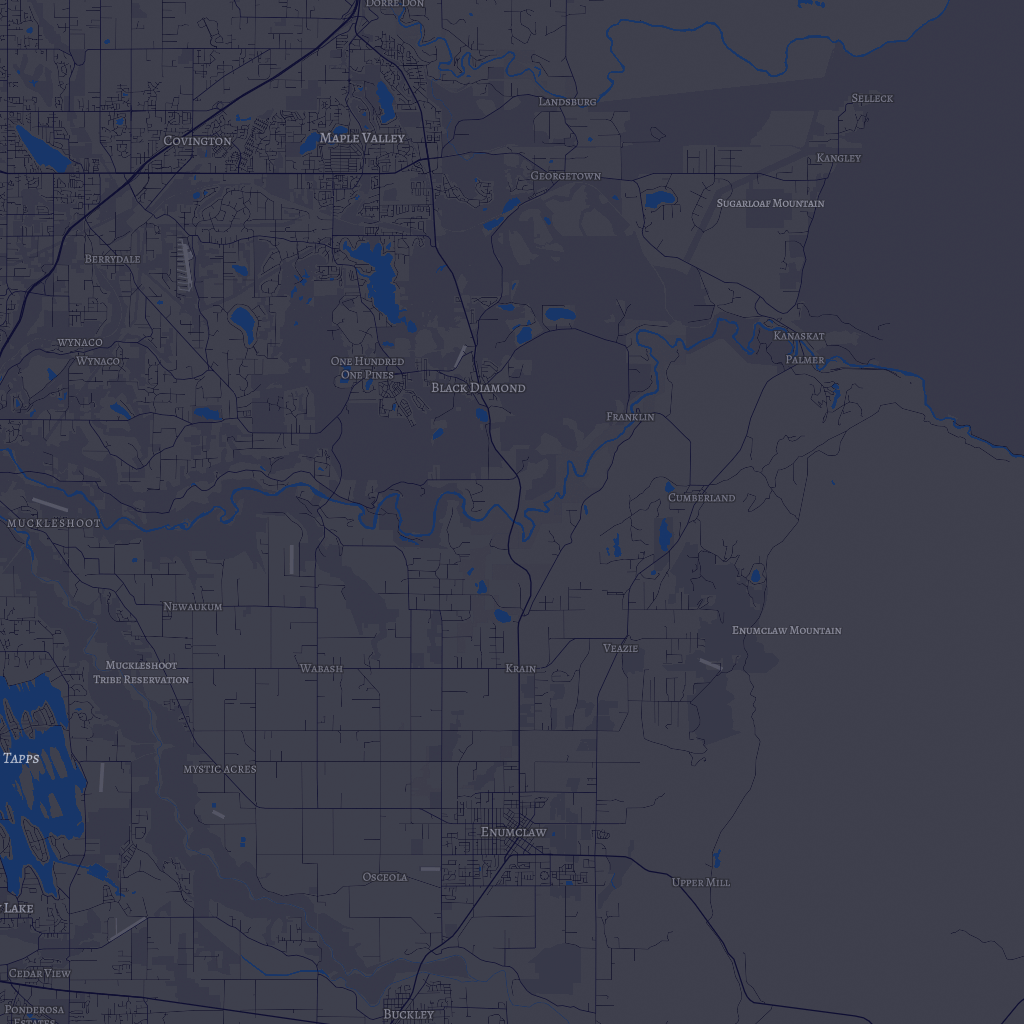 Dorre Don
Landsburg
Selleck
Covington
Maple Valley
Kangley
Georgetown
Sugarloaf Mountain
Berrydale
Wynaco
Wynaco
Kanaskat
Palmer
One Hundred
One Pines
Black Diamond
Franklin
Cumberland
Muckleshoot
Newaukum
Enumclaw Mountain
Veazie
Muckleshoot
Tribe Reservation
Wabash
Krain
Tapps
Mystic Acres
Enumclaw
Osceola
Upper Mill
Lake
Cedar View
Ponderosa
Estates
Buckley